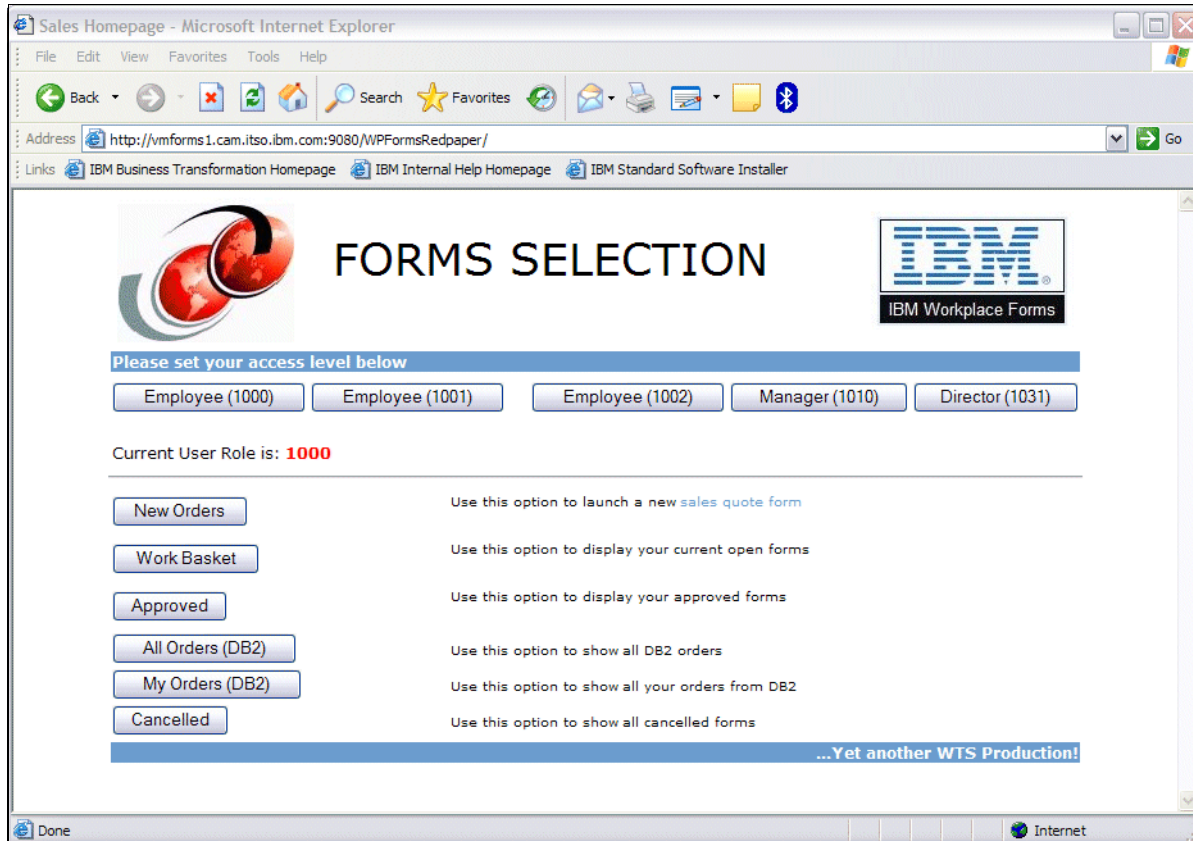 Sales Homepage - Microsoft Internet Explorer
File Edit View Favorites Tools Help
Back Search Favorites
Address http://vmforms1.cam.itso.ibm.com:9080/WPFormsRedpaper/ Go
Links IBM Business Transformation Homepage IBM Internal Help Homepage IBM Standard Software Installer
FORMS SELECTION
IBM®
IBM Workplace Forms
Please set your access level below
Employee (1000) Employee (1001) Employee (1002) Manager (1010) Director (1031)
Current User Role is: 1000
New Orders Use this option to launch a new sales quote form
Work Basket Use this option to display your current open forms
Approved Use this option to display your approved forms
All Orders (DB2) Use this option to show all DB2 orders
My Orders (DB2) Use this option to show all your orders from DB2
Cancelled Use this option to show all cancelled forms
...Yet another WTS Production!
Done Internet